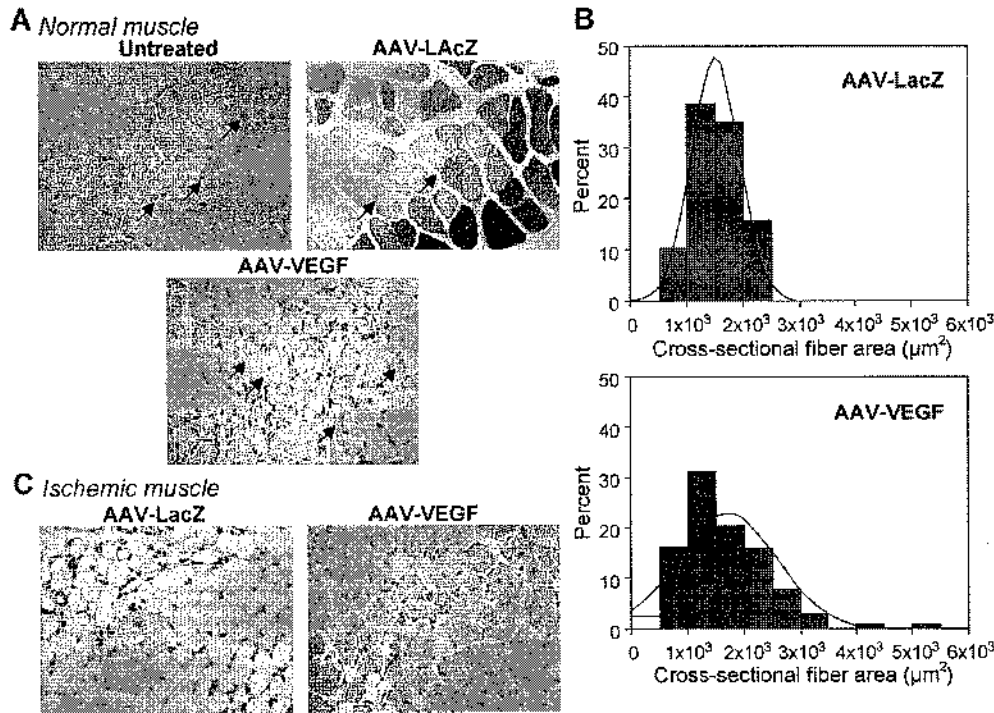 A Normal muscle
Untreated
AAV-LAcZ
AAV-VEGF
C Ischemic muscle
AAV-LacZ
AAV-VEGF
B
50
40
30
20
10
0
Percent
AAV-LacZ
0 1x10³ 2x10³ 3x10³ 4x10³ 5x10³ 6x10³
Cross-sectional fiber area (µm²)
50
40
30
20
10
0
Percent
AAV-VEGF
0 1x10³ 2x10³ 3x10³ 4x10³ 5x10³ 6x10³
Cross-sectional fiber area (µm²)